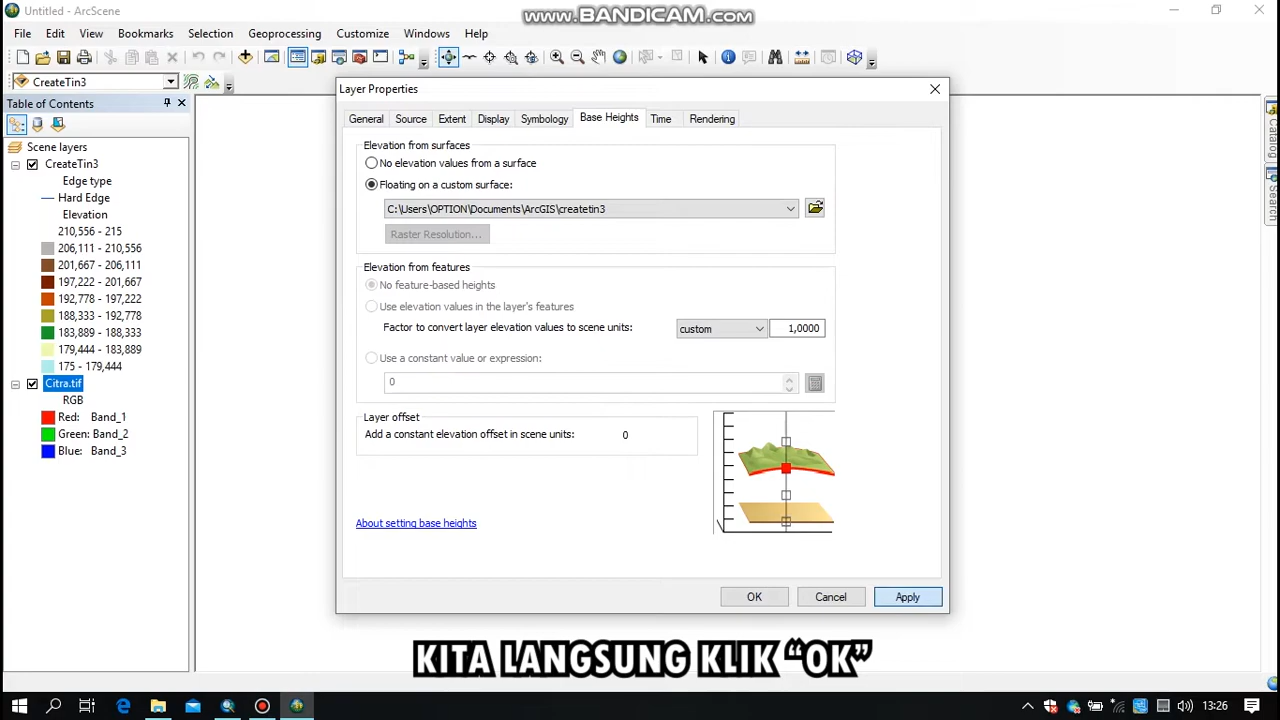 Untitled - ArcScene
www.BANDICAM.com
File Edit View Bookmarks Selection Geoprocessing Customize Windows Help
CreateTin3
Table of Contents
Scene layers
CreateTin3
Edge type
Hard Edge
Elevation
210,556 - 215
206,111 - 210,556
201,667 - 206,111
197,222 - 201,667
192,778 - 197,222
188,333 - 192,778
183,889 - 188,333
179,444 - 183,889
175 - 179,444
Citra.tif
RGB
Red: Band_1
Green: Band_2
Blue: Band_3
Layer Properties
General Source Extent Display Symbology Base Heights Time Rendering
Elevation from surfaces
No elevation values from a surface
Floating on a custom surface:
C:\Users\OPTION\Documents\ArcGIS\createtin3
Raster Resolution...
Elevation from features
No feature-based heights
Use elevation values in the layer's features
Factor to convert layer elevation values to scene units: custom 1,0000
Use a constant value or expression:
0
Layer offset
Add a constant elevation offset in scene units: 0
About setting base heights
OK Cancel Apply
Catalog
Search
KITA LANGSUNG KLIK “OK”
13:26